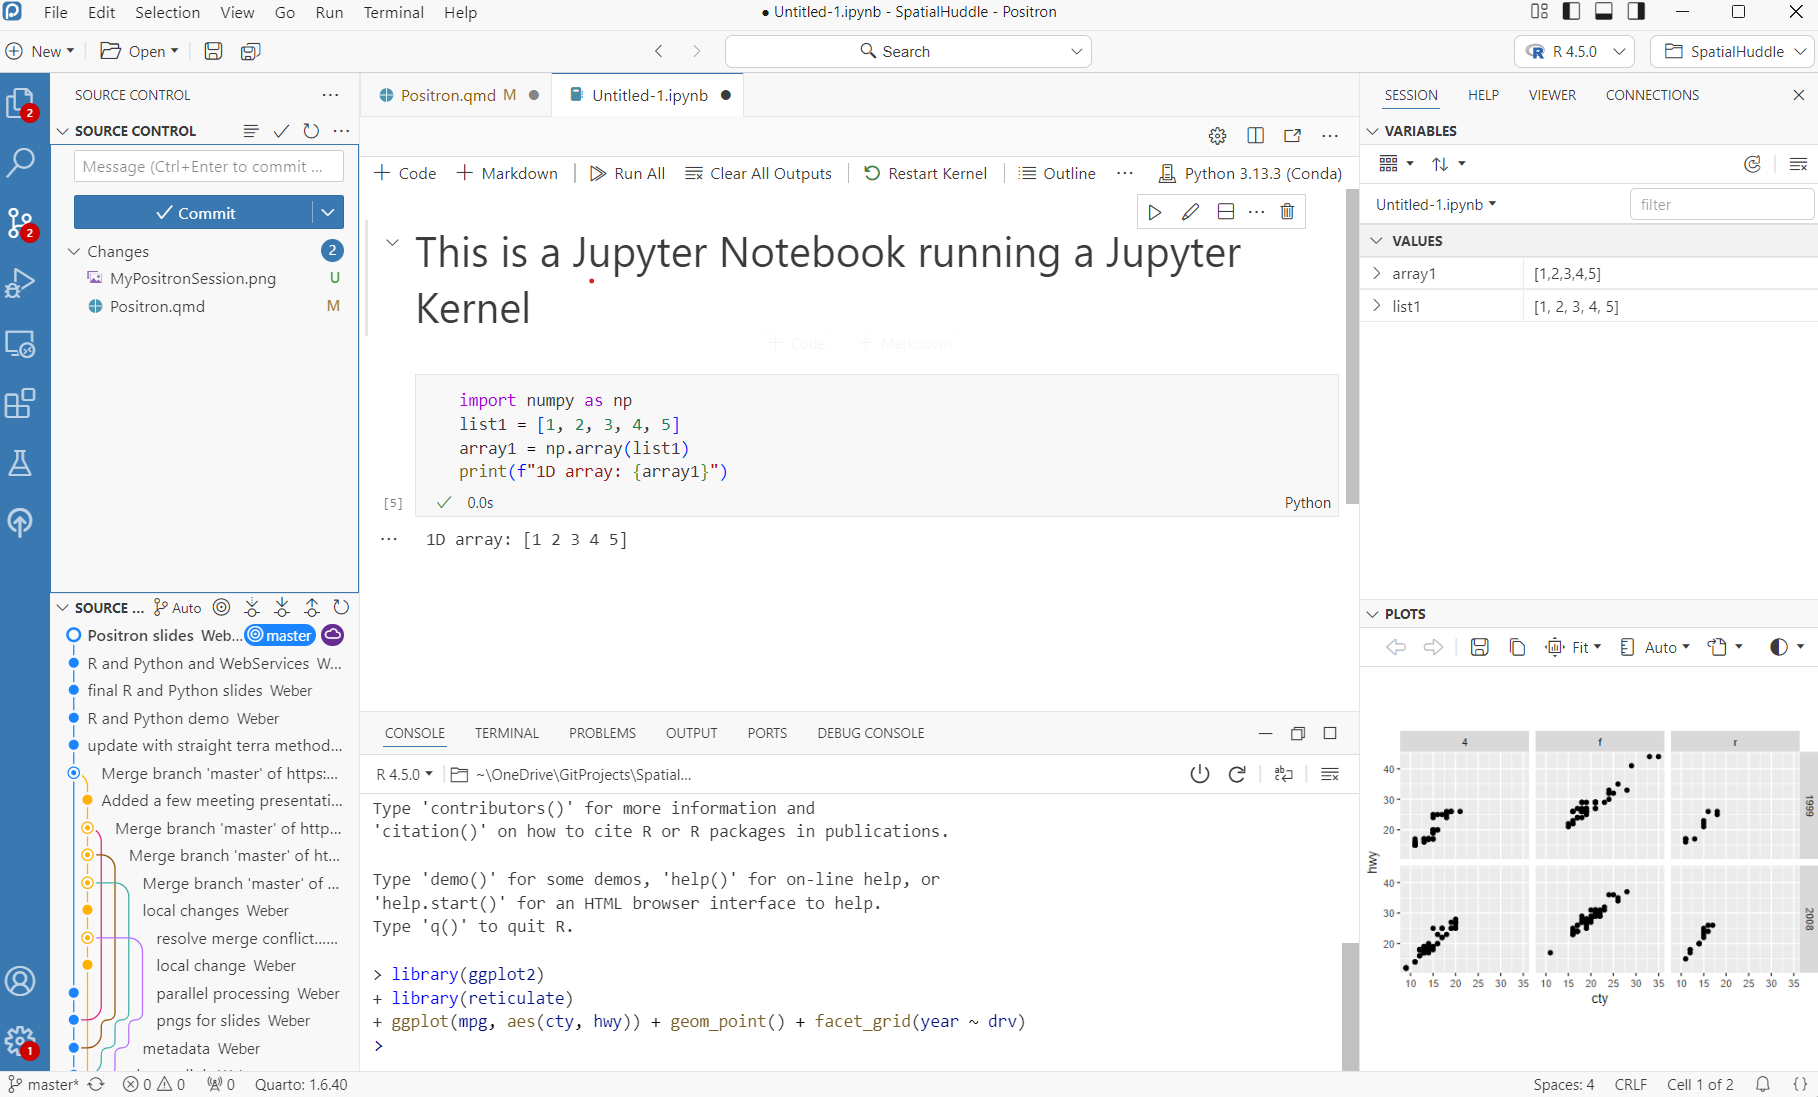 File Edit Selection View Go Run Terminal Help
● Untitled-1.ipynb - SpatialHuddle - Positron
New Open
Search
R 4.5.0 SpatialHuddle
SOURCE CONTROL
SOURCE CONTROL
Message (Ctrl+Enter to commit ...
Commit
Changes 2
MyPositronSession.png U
Positron.qmd M
2
2
1
SOURCE ... Auto
Positron slides Web... master
R and Python and WebServices W...
final R and Python slides Weber
R and Python demo Weber
update with straight terra method...
Merge branch 'master' of https:...
Added a few meeting presentati...
Merge branch 'master' of http...
Merge branch 'master' of ht...
Merge branch 'master' of ...
local changes Weber
resolve merge conflict......
local change Weber
parallel processing Weber
pngs for slides Weber
metadata Weber
Positron.qmd M
Untitled-1.ipynb
Code Markdown Run All Clear All Outputs Restart Kernel Outline ... Python 3.13.3 (Conda)
This is a Jupyter Notebook running a Jupyter
Kernel
Code Markdown
import numpy as np
list1 = [1, 2, 3, 4, 5]
array1 = np.array(list1)
print(f"1D array: {array1}")
[5] 0.0s Python
1D array: [1 2 3 4 5]
CONSOLE TERMINAL PROBLEMS OUTPUT PORTS DEBUG CONSOLE
R 4.5.0 ~\OneDrive\GitProjects\Spatial...
Type 'contributors()' for more information and
'citation()' on how to cite R or R packages in publications.
Type 'demo()' for some demos, 'help()' for on-line help, or
'help.start()' for an HTML browser interface to help.
Type 'q()' to quit R.
> library(ggplot2)
+ library(reticulate)
+ ggplot(mpg, aes(cty, hwy)) + geom_point() + facet_grid(year ~ drv)
>
SESSION HELP VIEWER CONNECTIONS
VARIABLES
Untitled-1.ipynb filter
VALUES
array1 [1,2,3,4,5]
list1 [1, 2, 3, 4, 5]
PLOTS
Fit Auto
4 f r
40
30
20
1999
hwy
40
30
20
2008
10 15 20 25 30 35 10 15 20 25 30 35 10 15 20 25 30 35
cty
master* 0 0 0 Quarto: 1.6.40
Spaces: 4 CRLF Cell 1 of 2 {}